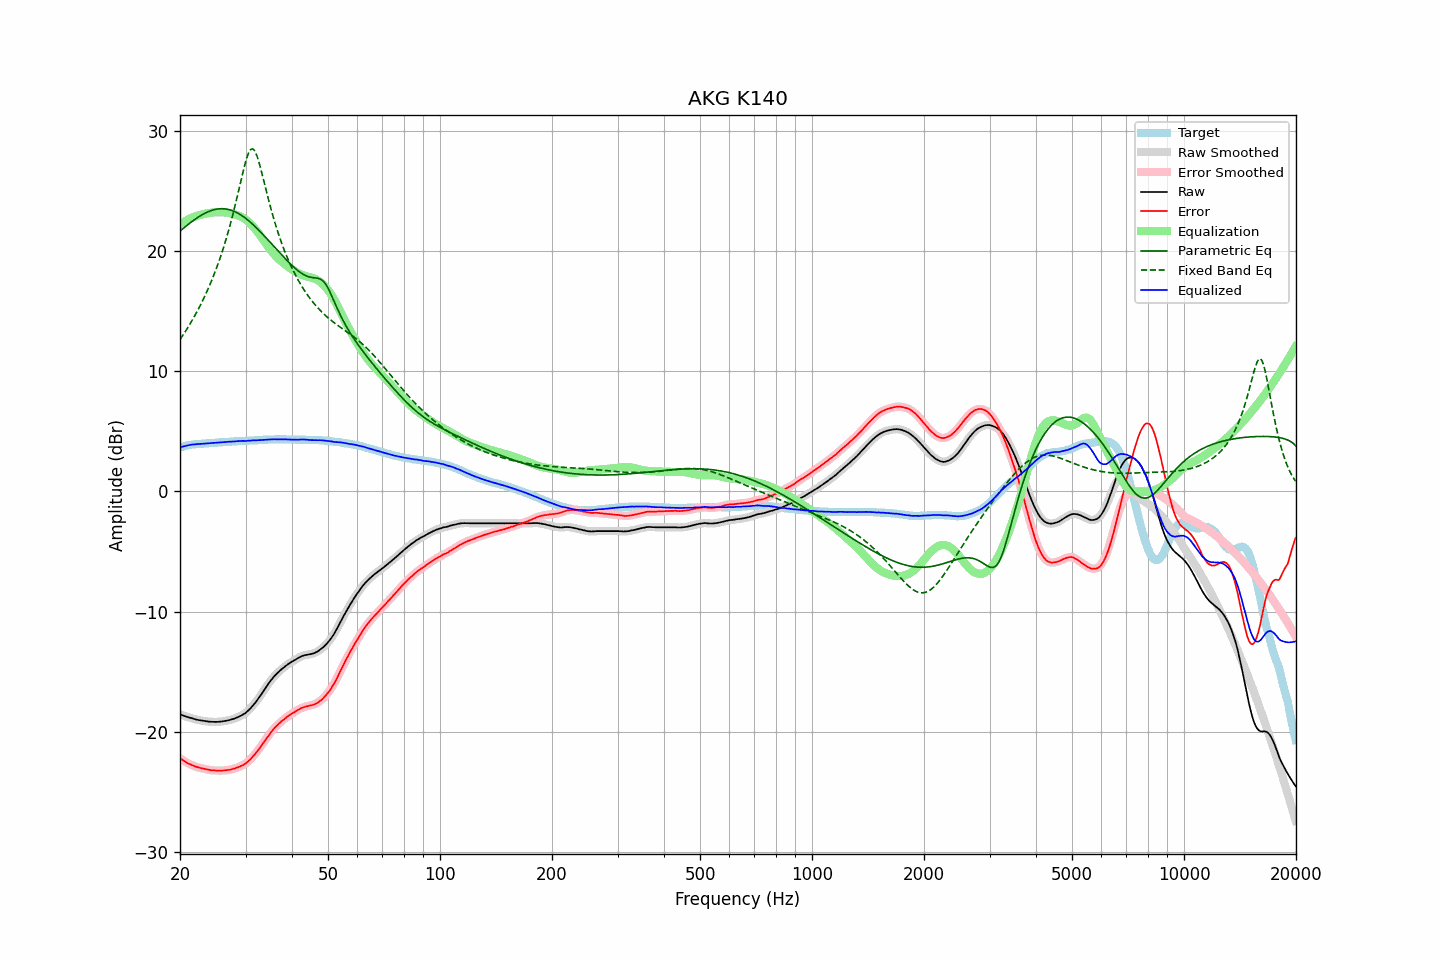 AKG K140
Amplitude (dBr)
30
20
10
0
−10
−20
−30
Target
Raw Smoothed
Error Smoothed
Raw
Error
Equalization
Parametric Eq
Fixed Band Eq
Equalized
20 50 100 200 500 1000 2000 5000 10000 20000
Frequency (Hz)